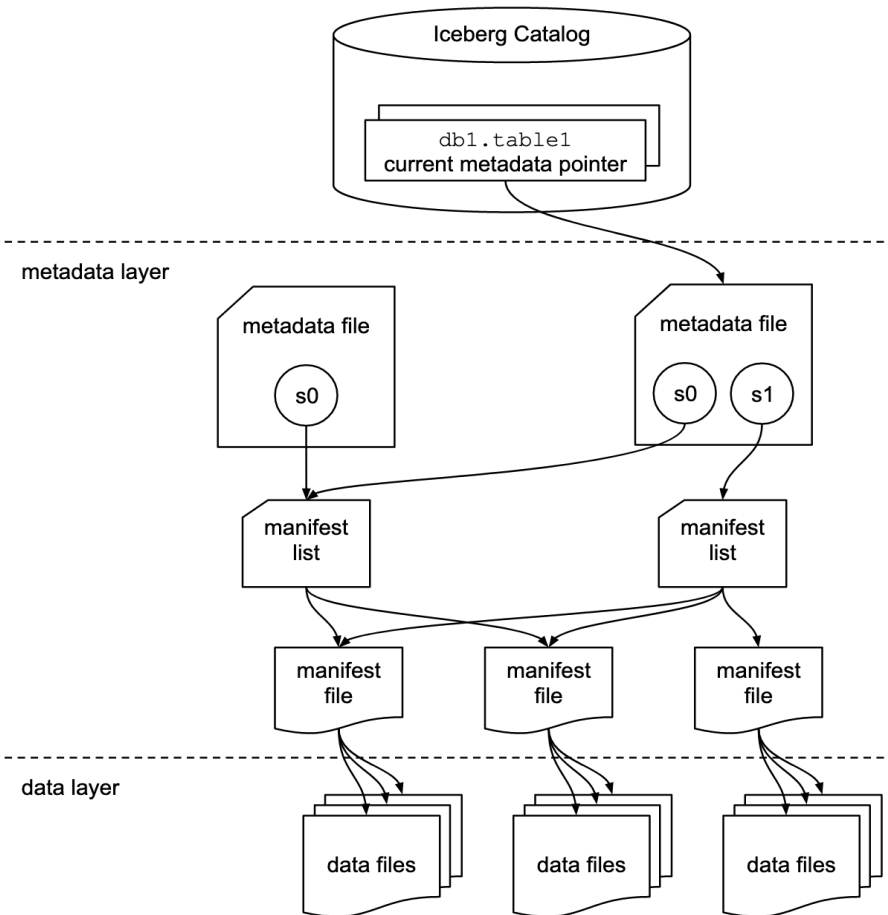 Iceberg Catalog
db1.table1
current metadata pointer
metadata layer
metadata file
metadata file
s0
s0
s1
manifest
list
manifest
list
manifest
file
manifest
file
manifest
file
data layer
data files
data files
data files